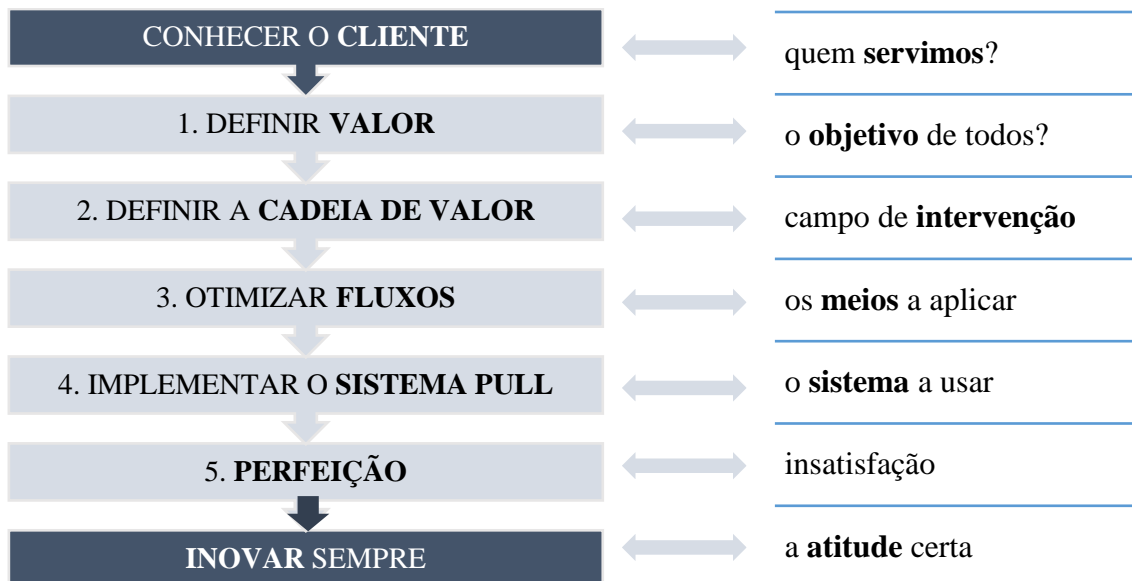 CONHECER O CLIENTE
quem servimos?
1. DEFINIR VALOR
o objetivo de todos?
2. DEFINIR A CADEIA DE VALOR
campo de intervenção
3. OTIMIZAR FLUXOS
os meios a aplicar
4. IMPLEMENTAR O SISTEMA PULL
o sistema a usar
5. PERFEIÇÃO
insatisfação
INOVAR SEMPRE
a atitude certa